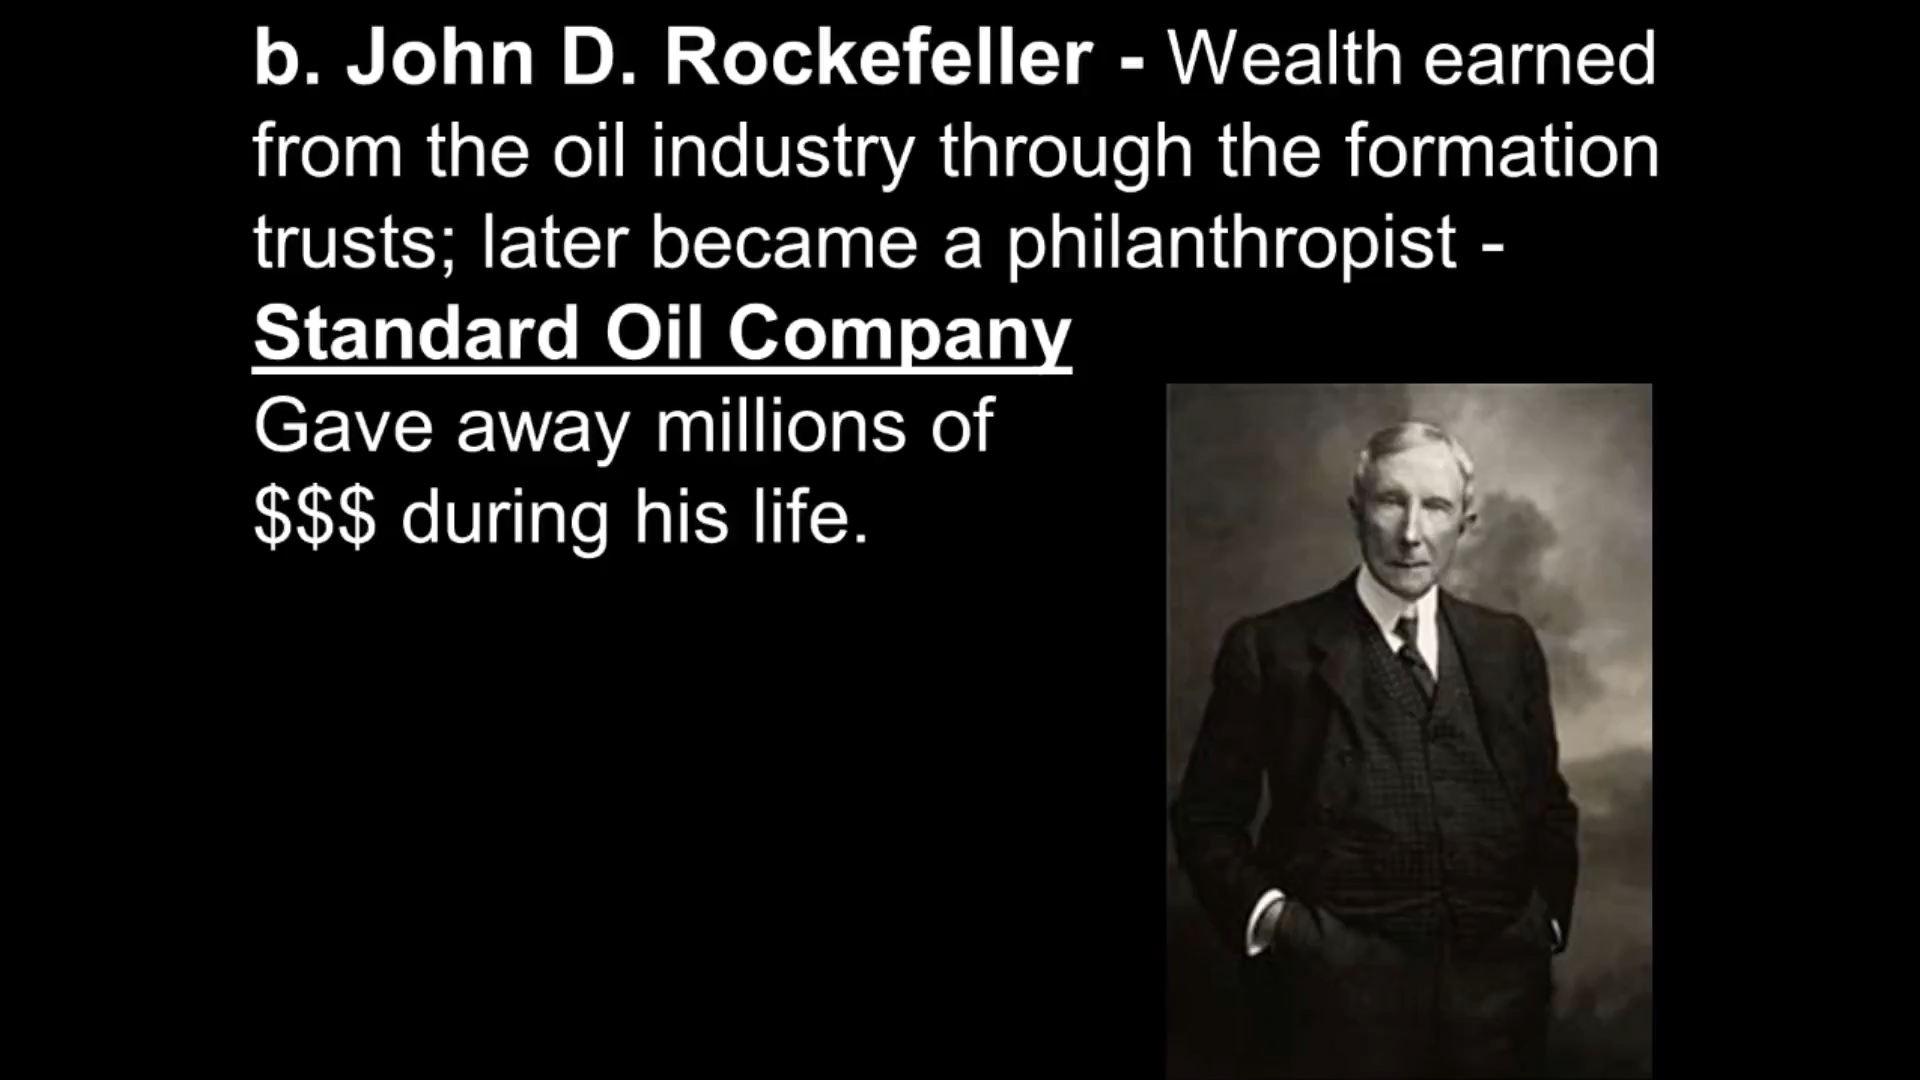 b. John D. Rockefeller - Wealth earned
from the oil industry through the formation
trusts; later became a philanthropist -
Standard Oil Company
Gave away millions of
$$$ during his life.